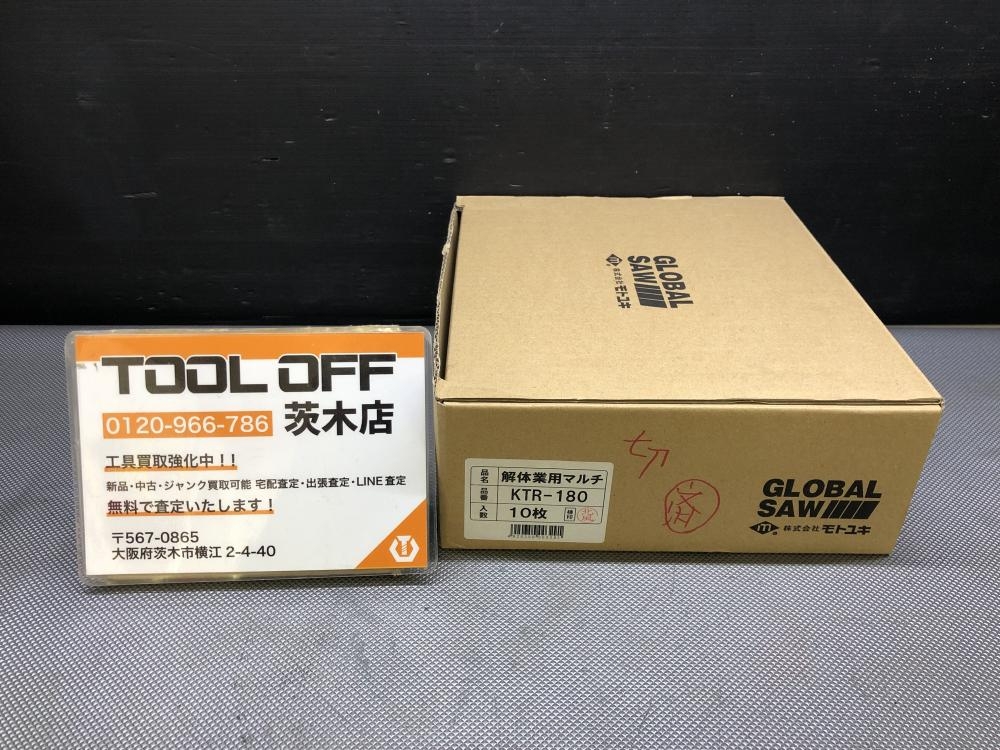 TOOL OFF
0120-966-786 茨木店
工具買取強化中!!
新品・中古・ジャンク買取可能 宅配査定・出張査定・LINE査定
無料で査定いたします!
〒567-0865
大阪府茨木市横江 2-4-40
GLOBAL
SAW
株式会社 モトユキ
切
済
品名 解体業用マルチ
品番 KTR-180
入数 10枚 検印
GLOBAL
SAW
株式会社 モトユキ